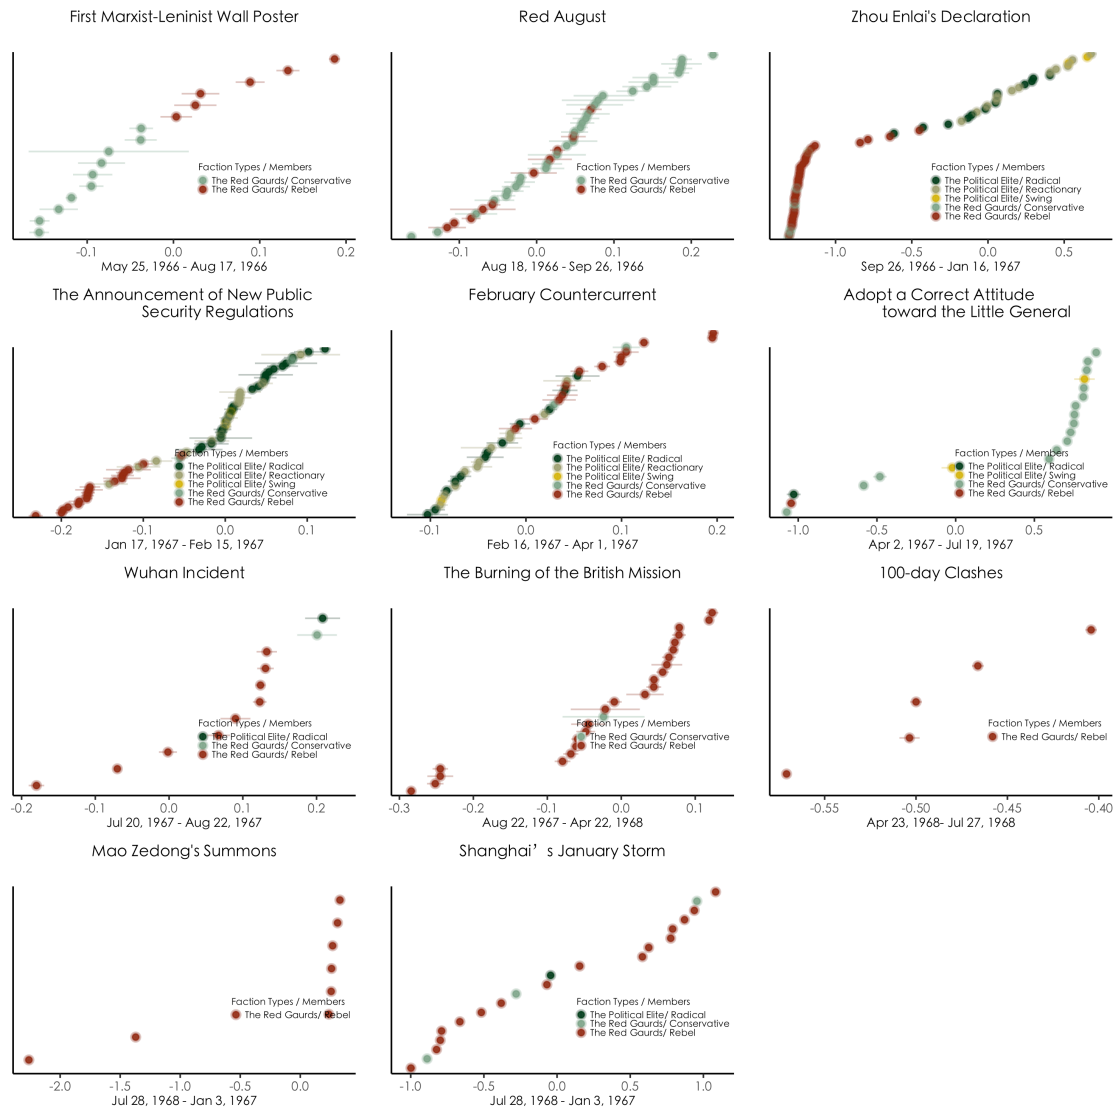 First Marxist-Leninist Wall Poster
Faction Types / Members
The Red Gaurds/ Conservative
The Red Gaurds/ Rebel
-0.1 0.0 0.1 0.2
May 25, 1966 - Aug 17, 1966
Red August
Faction Types / Members
The Red Gaurds/ Conservative
The Red Gaurds/ Rebel
-0.1 0.0 0.1 0.2
Aug 18, 1966 - Sep 26, 1966
Zhou Enlai's Declaration
Faction Types / Members
The Political Elite/ Radical
The Political Elite/ Reactionary
The Political Elite/ Swing
The Red Gaurds/ Conservative
The Red Gaurds/ Rebel
-1.0 -0.5 0.0 0.5
Sep 26, 1966 - Jan 16, 1967
The Announcement of New Public
Security Regulations
Faction Types / Members
The Political Elite/ Radical
The Political Elite/ Reactionary
The Political Elite/ Swing
The Red Gaurds/ Conservative
The Red Gaurds/ Rebel
-0.2 -0.1 0.0 0.1
Jan 17, 1967 - Feb 15, 1967
February Countercurrent
Faction Types / Members
The Political Elite/ Radical
The Political Elite/ Reactionary
The Political Elite/ Swing
The Red Gaurds/ Conservative
The Red Gaurds/ Rebel
-0.1 0.0 0.1 0.2
Feb 16, 1967 - Apr 1, 1967
Adopt a Correct Attitude
toward the Little General
Faction Types / Members
The Political Elite/ Radical
The Political Elite/ Swing
The Red Gaurds/ Conservative
The Red Gaurds/ Rebel
-1.0 -0.5 0.0 0.5
Apr 2, 1967 - Jul 19, 1967
Wuhan Incident
Faction Types / Members
The Political Elite/ Radical
The Red Gaurds/ Conservative
The Red Gaurds/ Rebel
-0.2 -0.1 0.0 0.1 0.2
Jul 20, 1967 - Aug 22, 1967
The Burning of the British Mission
Faction Types / Members
The Red Gaurds/ Conservative
The Red Gaurds/ Rebel
-0.3 -0.2 -0.1 0.0 0.1
Aug 22, 1967 - Apr 22, 1968
100-day Clashes
Faction Types / Members
The Red Gaurds/ Rebel
-0.55 -0.50 -0.45 -0.40
Apr 23, 1968- Jul 27, 1968
Mao Zedong's Summons
Faction Types / Members
The Red Gaurds/ Rebel
-2.0 -1.5 -1.0 -0.5 0.0
Jul 28, 1968 - Jan 3, 1967
Shanghai’s January Storm
Faction Types / Members
The Political Elite/ Radical
The Red Gaurds/ Conservative
The Red Gaurds/ Rebel
-1.0 -0.5 0.0 0.5 1.0
Jul 28, 1968 - Jan 3, 1967